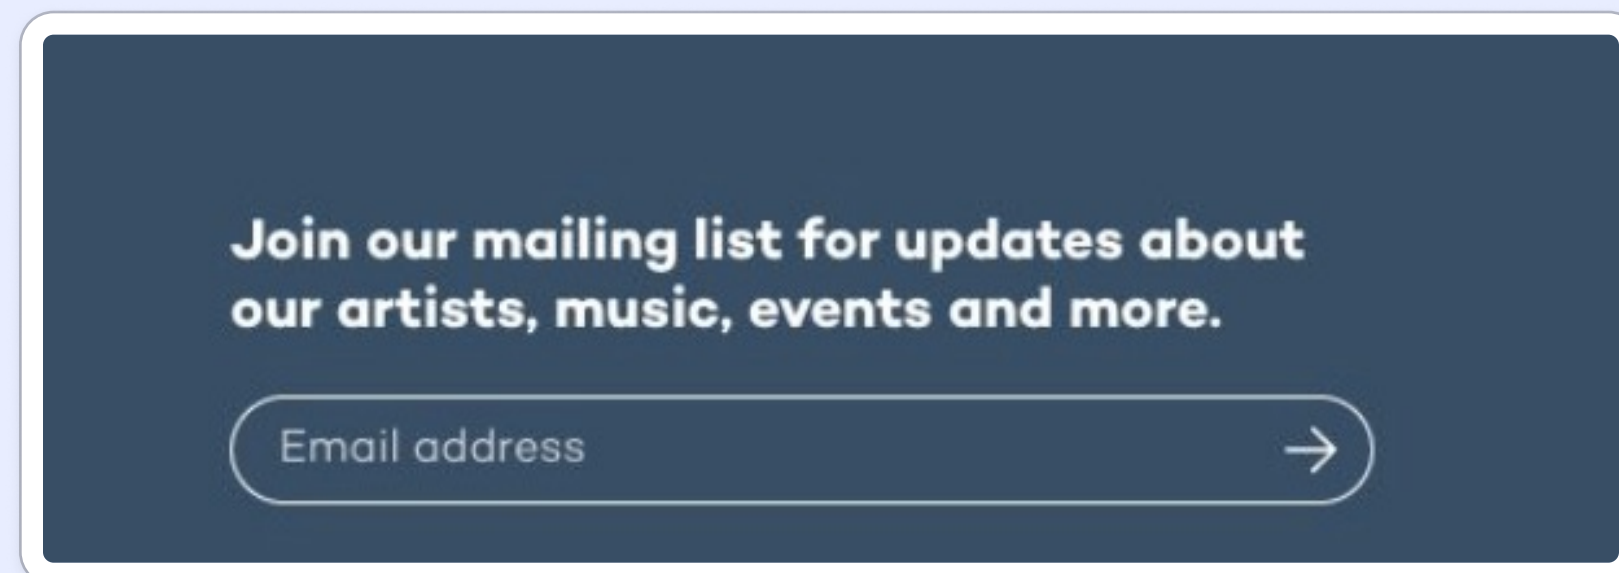 Join our mailing list for updates about
our artists, music, events and more.
Email address